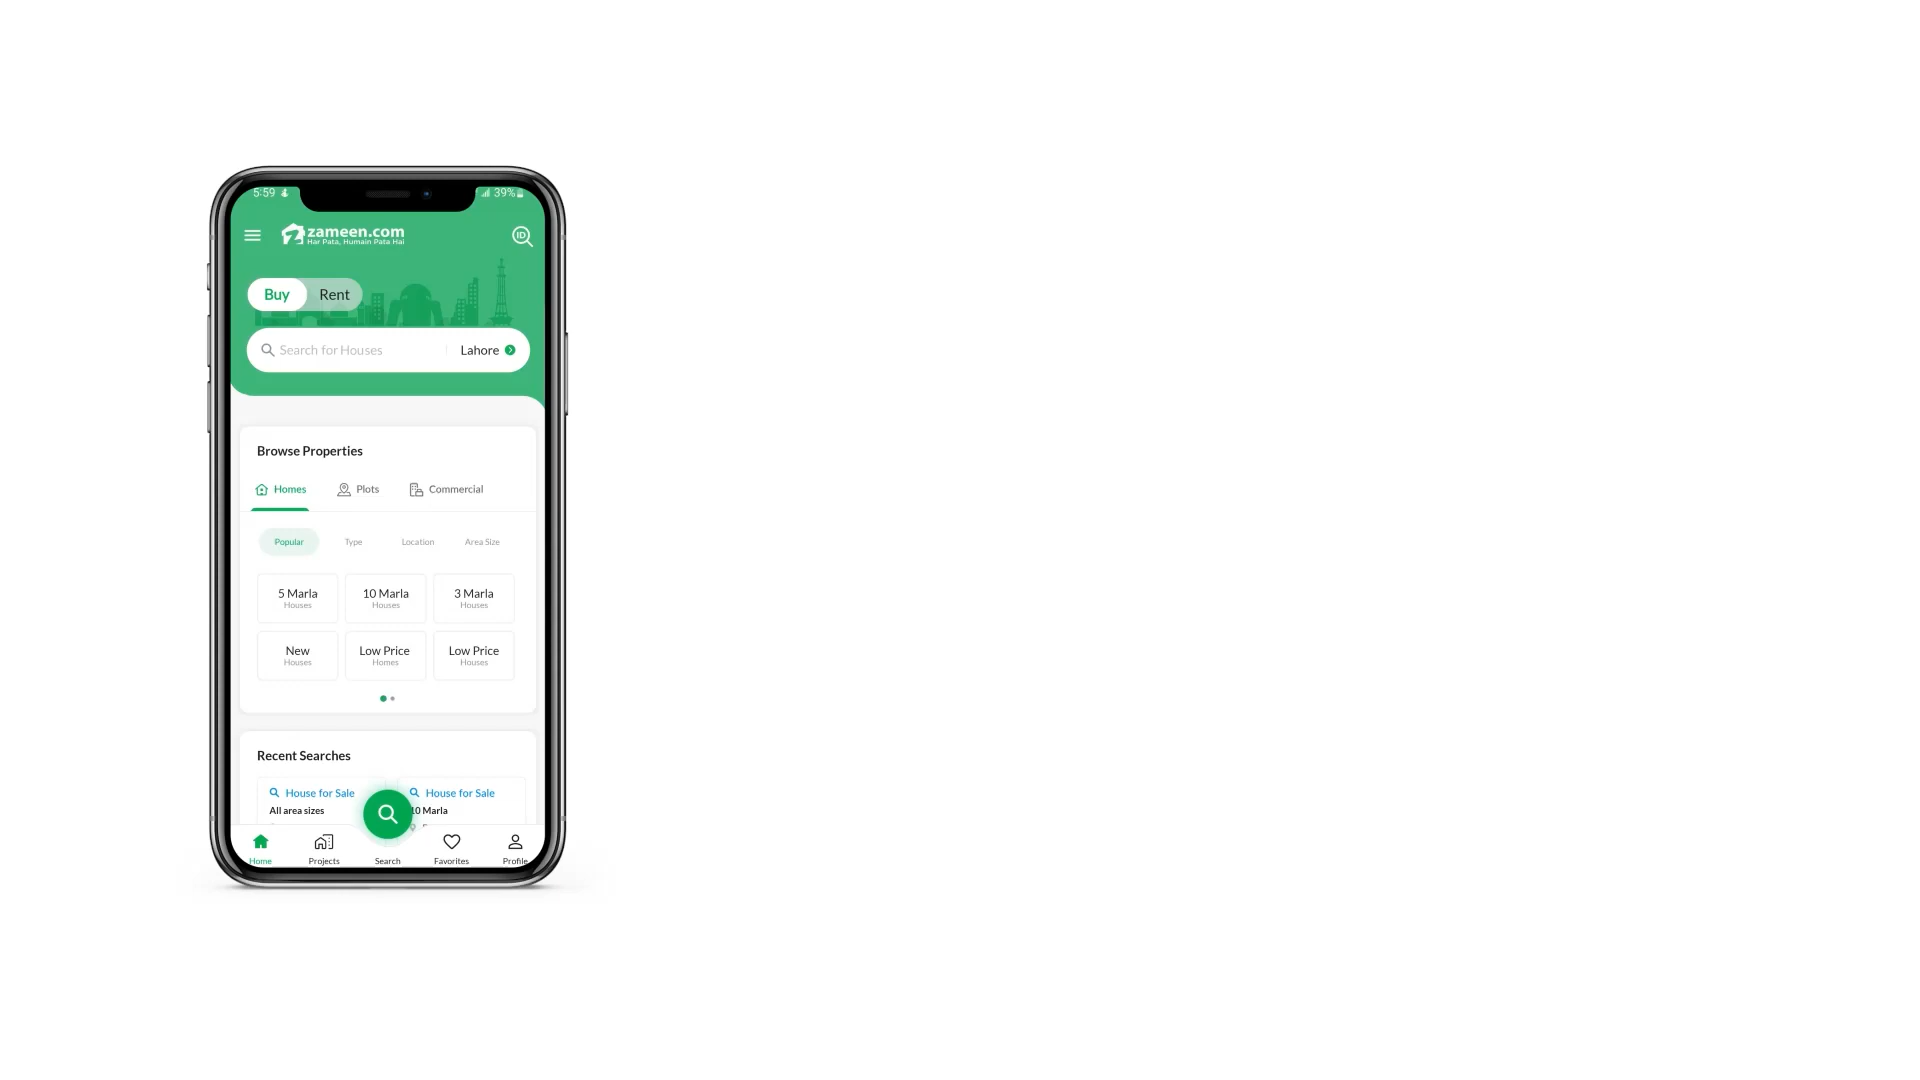 5:59
39%
zameen.com
Har Pata, Humain Pata Hai
ID
Buy Rent
Search for Houses Lahore
Browse Properties
Homes Plots Commercial
Popular Type Location Area Size
5 Marla 10 Marla 3 Marla
Houses Houses Houses
New Low Price Low Price
Houses Homes Houses
Recent Searches
House for Sale House for Sale
All area sizes 10 Marla
Home Projects Search Favorites Profile